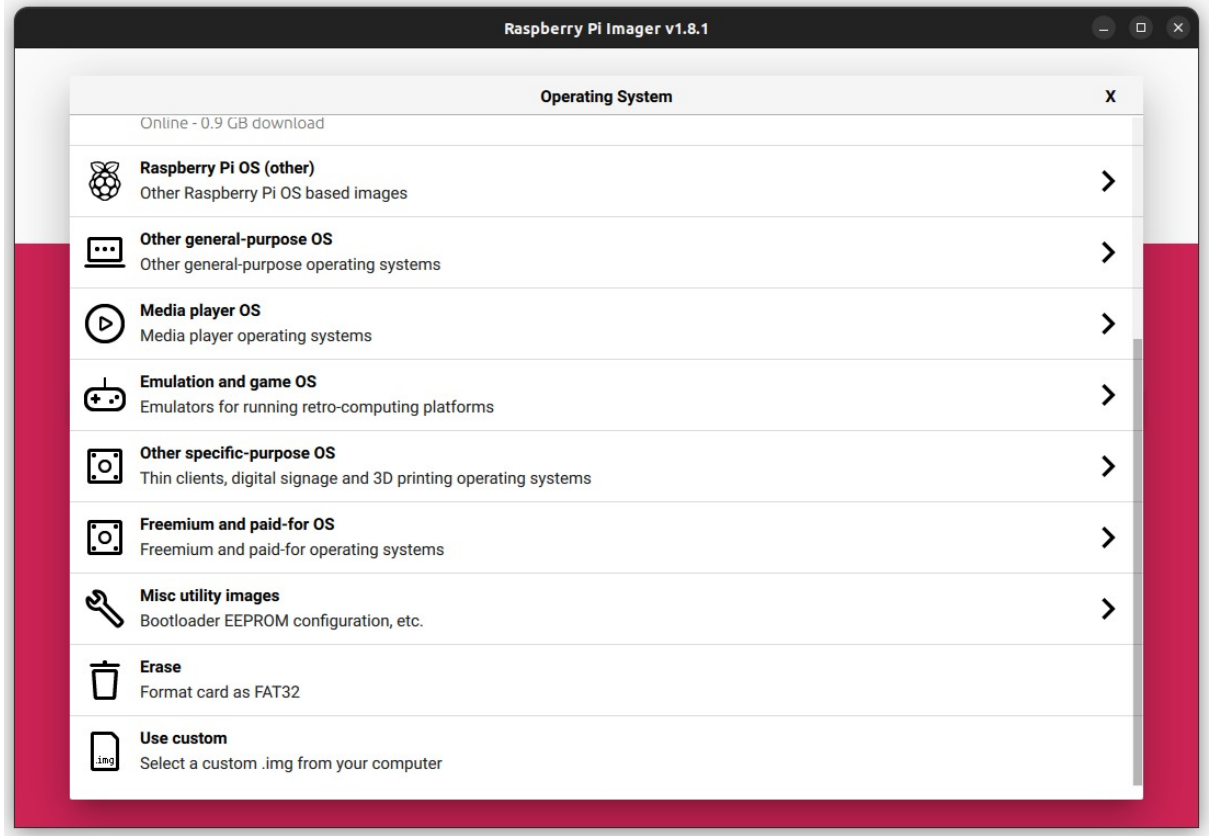 Raspberry Pi Imager v1.8.1
Operating System
X
Online - 0.9 GB download
Raspberry Pi OS (other)
Other Raspberry Pi OS based images
Other general-purpose OS
Other general-purpose operating systems
Media player OS
Media player operating systems
Emulation and game OS
Emulators for running retro-computing platforms
Other specific-purpose OS
Thin clients, digital signage and 3D printing operating systems
Freemium and paid-for OS
Freemium and paid-for operating systems
Misc utility images
Bootloader EEPROM configuration, etc.
Erase
Format card as FAT32
.img
Use custom
Select a custom .img from your computer